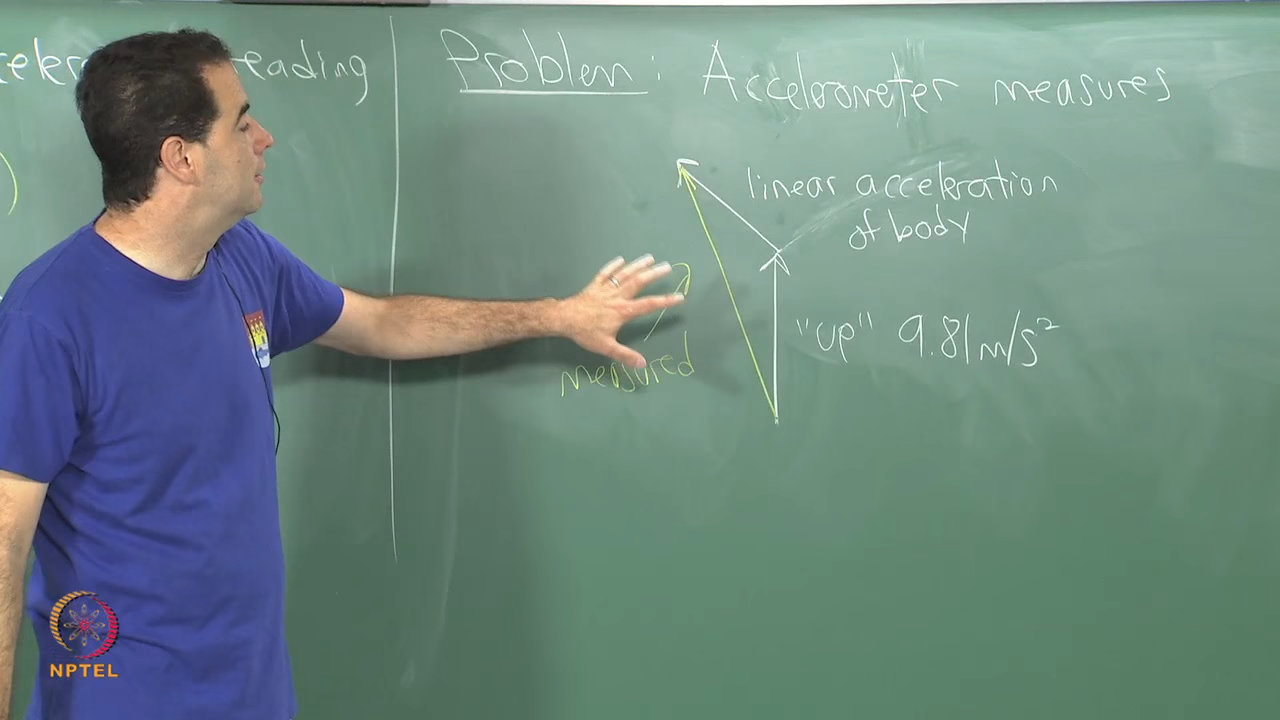 eading
Problem: Accelerometer measures
linear acceleration
of body
"up" 9.81 m/s²
measured
NPTEL